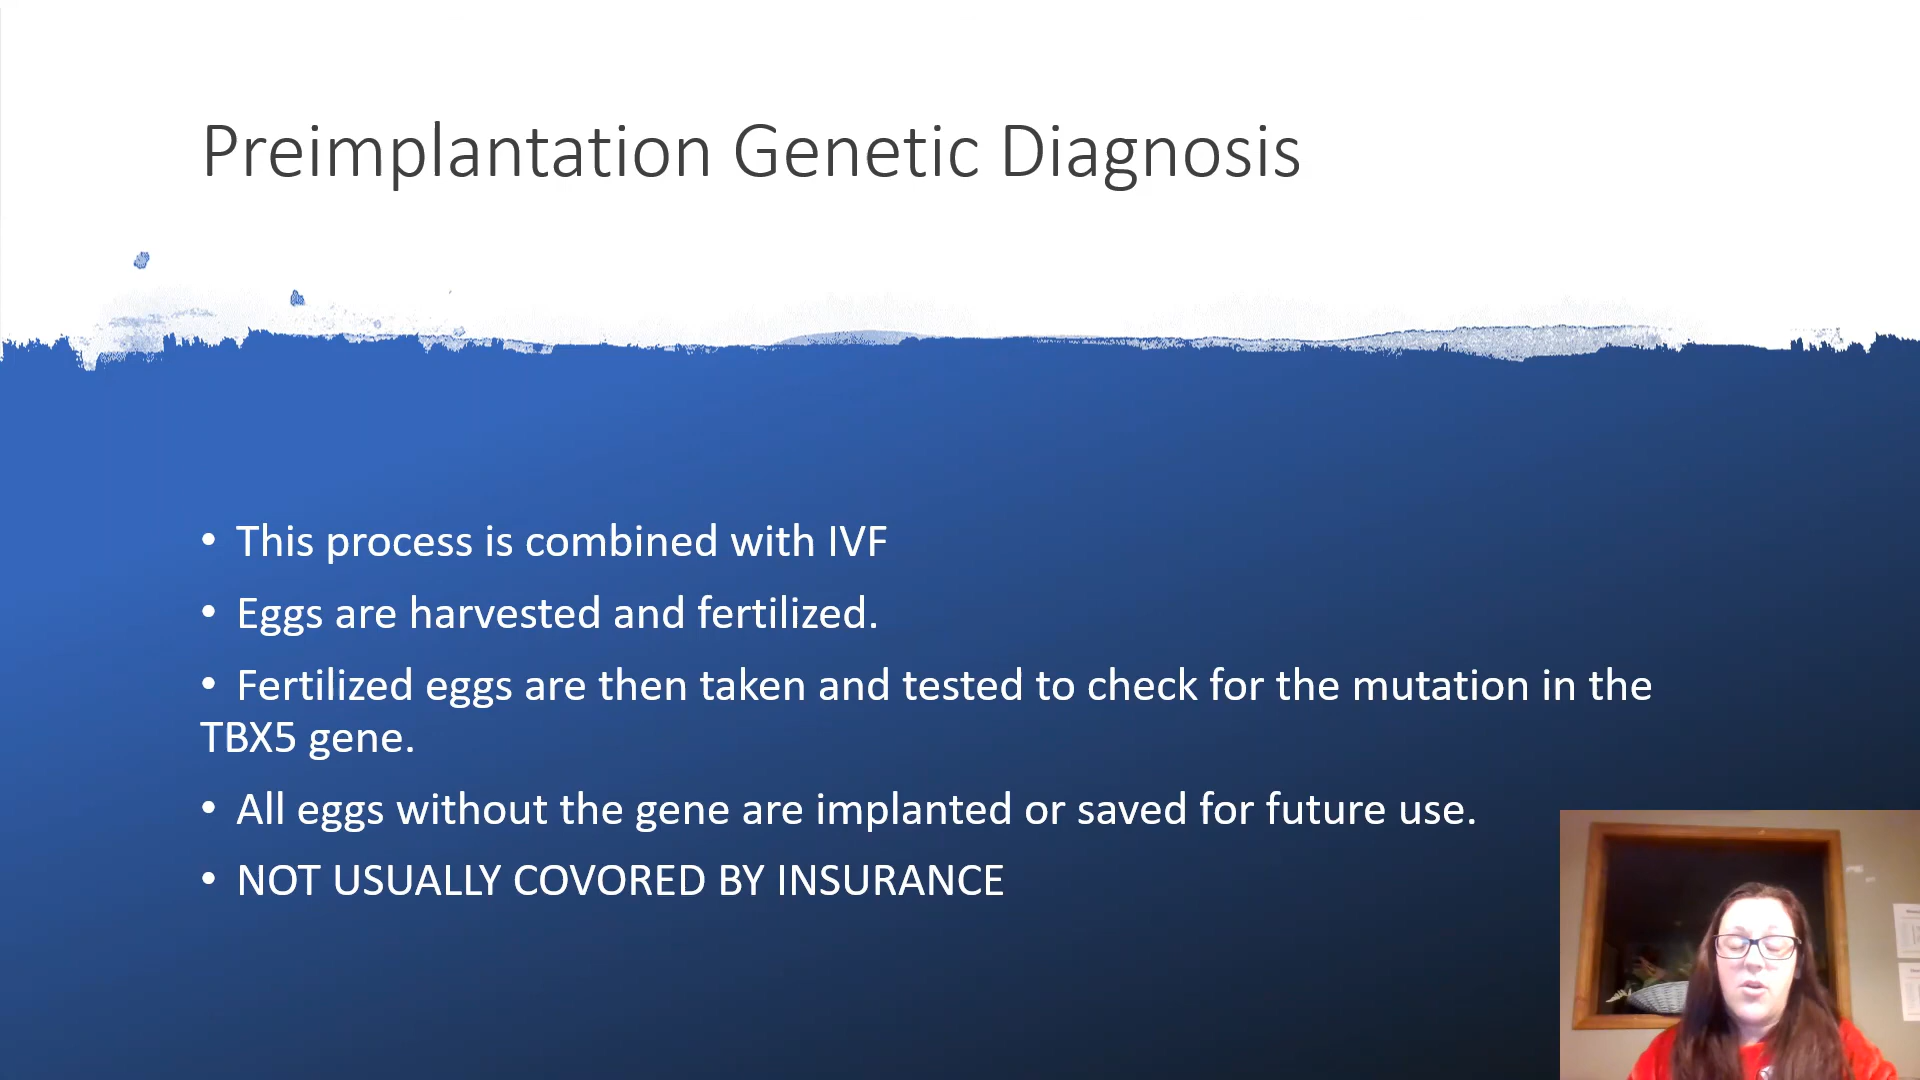 Preimplantation Genetic Diagnosis
• This process is combined with IVF
• Eggs are harvested and fertilized.
• Fertilized eggs are then taken and tested to check for the mutation in the
TBX5 gene.
• All eggs without the gene are implanted or saved for future use.
• NOT USUALLY COVORED BY INSURANCE